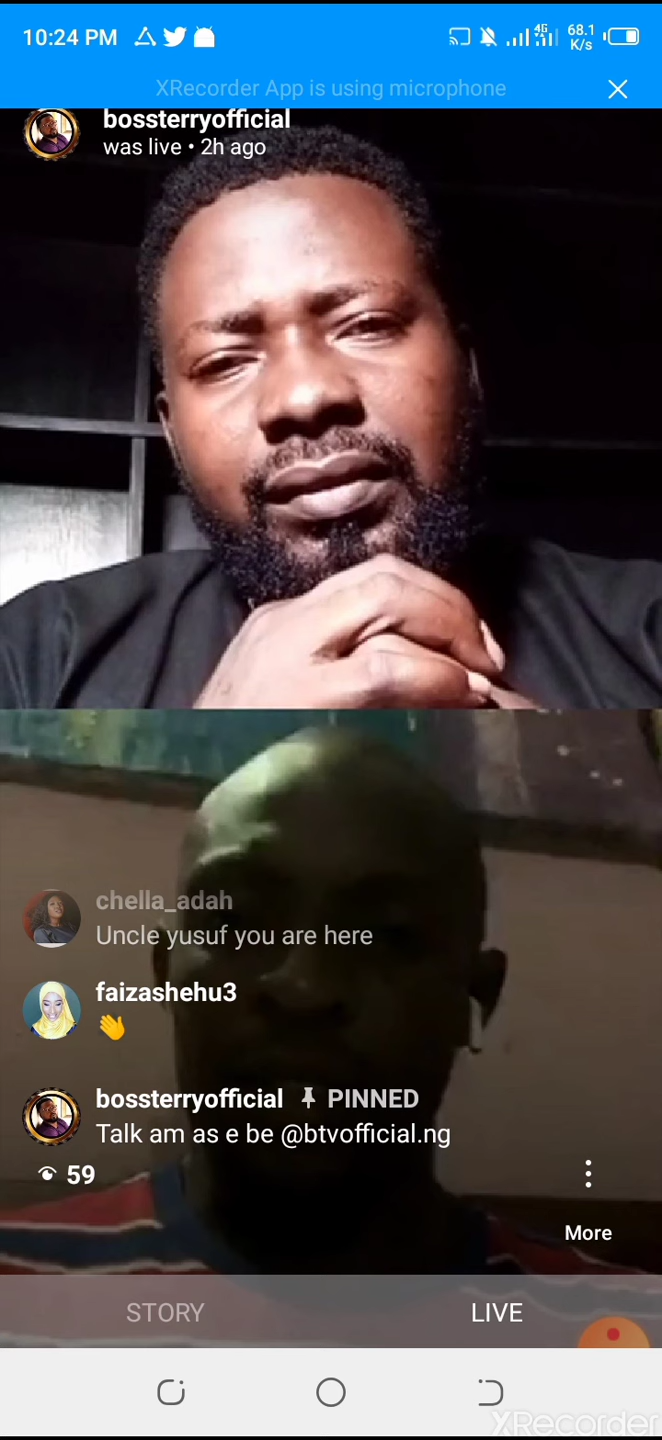 10:24 PM
4G
68.1
K/s
XRecorder App is using microphone
bossterryofficial
was live • 2h ago
chella_adah
Uncle yusuf you are here
faizashehu3
👋
bossterryofficial PINNED
Talk am as e be @btvofficial.ng
59
More
STORY LIVE
XRecorder